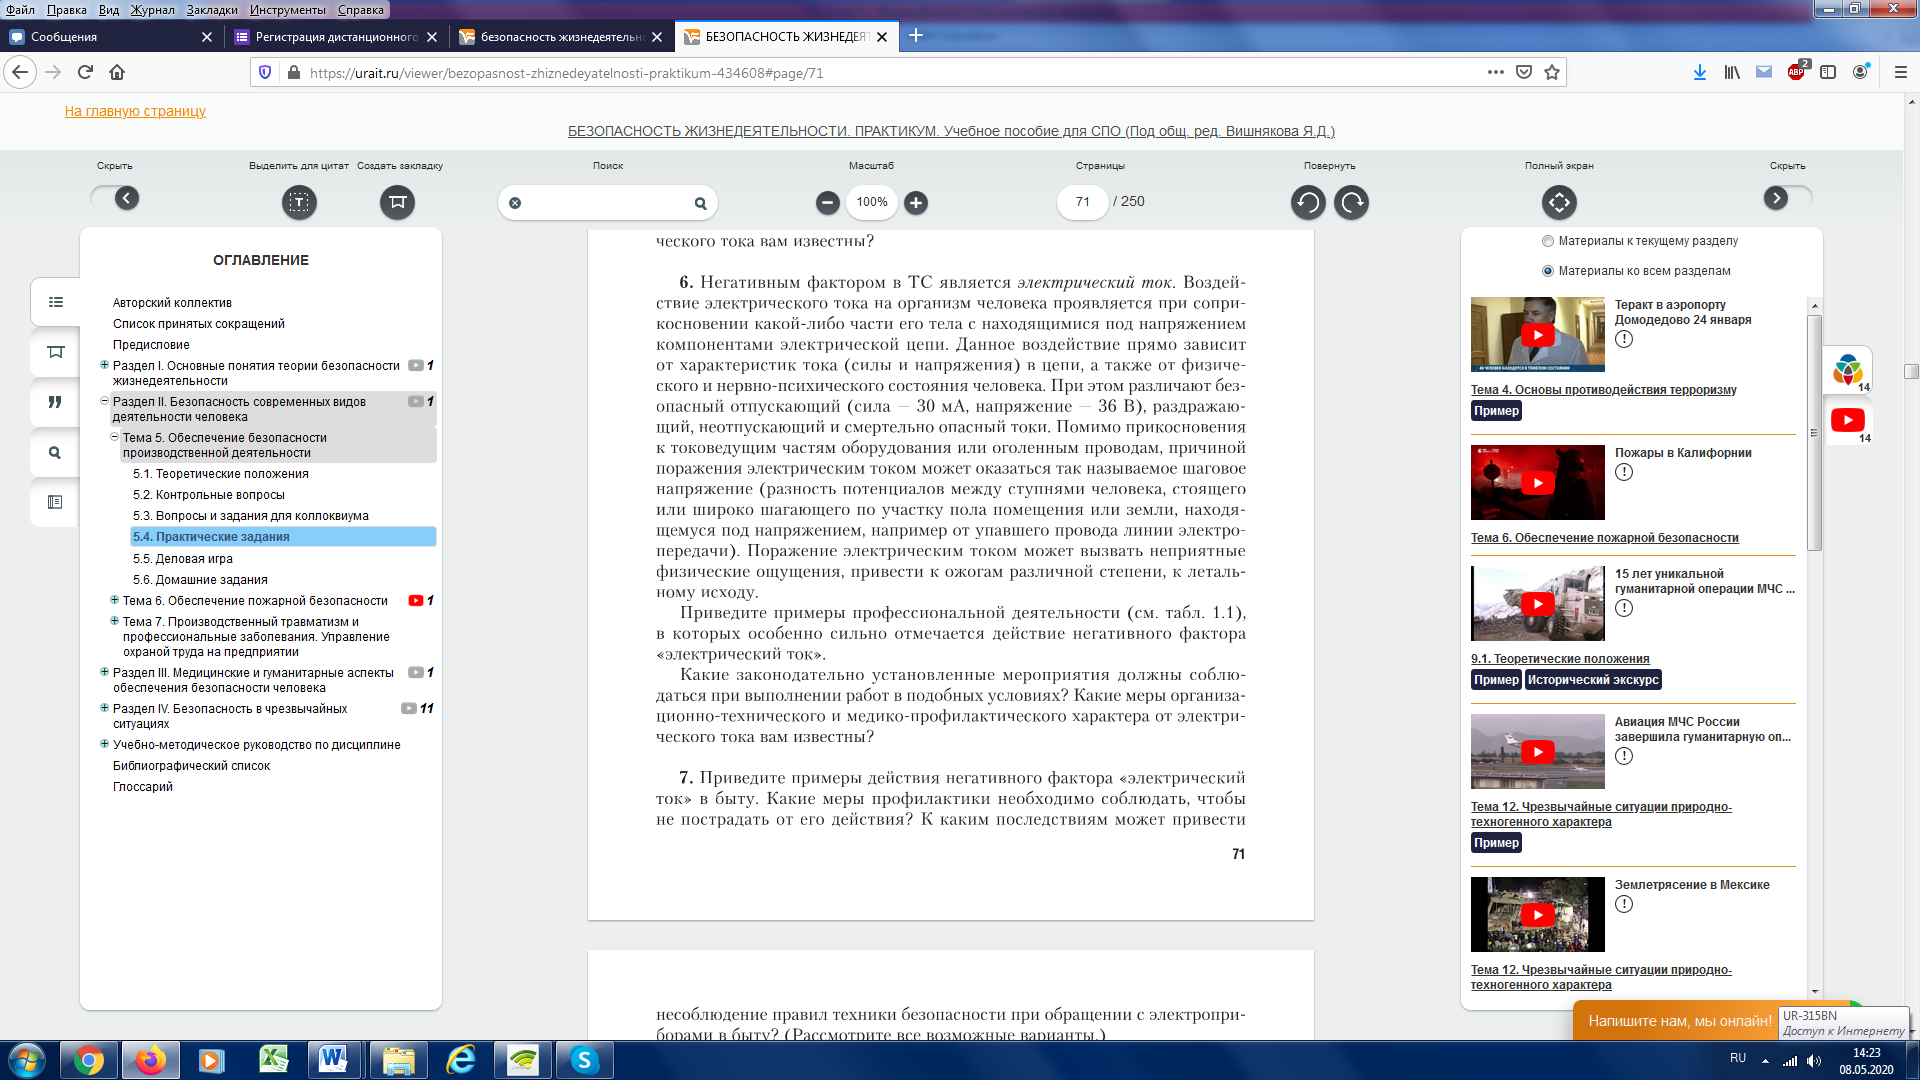 Файл Правка Вид Журнал Закладки Инструменты Справка
Сообщения
Регистрация дистанционного
безопасность жизнедеятельн
БЕЗОПАСНОСТЬ ЖИЗНЕДЕЯТ
https://urait.ru/viewer/bezopasnost-zhiznedeyatelnosti-praktikum-434608#page/71
ABP
2
На главную страницу
БЕЗОПАСНОСТЬ ЖИЗНЕДЕЯТЕЛЬНОСТИ. ПРАКТИКУМ. Учебное пособие для СПО (Под общ. ред. Вишнякова Я.Д.)
Скрыть
Выделить для цитат
Создать закладку
Поиск
Масштаб
Страницы
Повернуть
Полный экран
Скрыть
100%
71 / 250
ОГЛАВЛЕНИЕ
Авторский коллектив
Список принятых сокращений
Предисловие
Раздел I. Основные понятия теории безопасности 1
жизнедеятельности
Раздел II. Безопасность современных видов 1
деятельности человека
Тема 5. Обеспечение безопасности
производственной деятельности
5.1. Теоретические положения
5.2. Контрольные вопросы
5.3. Вопросы и задания для коллоквиума
5.4. Практические задания
5.5. Деловая игра
5.6. Домашние задания
Тема 6. Обеспечение пожарной безопасности 1
Тема 7. Производственный травматизм и
профессиональные заболевания. Управление
охраной труда на предприятии
Раздел III. Медицинские и гуманитарные аспекты 1
обеспечения безопасности человека
Раздел IV. Безопасность в чрезвычайных 11
ситуациях
Учебно-методическое руководство по дисциплине
Библиографический список
Глоссарий
ческого тока вам известны?
6. Негативным фактором в ТС является электрический ток. Воздей-
ствие электрического тока на организм человека проявляется при сопри-
косновении какой-либо части его тела с находящимися под напряжением
компонентами электрической цепи. Данное воздействие прямо зависит
от характеристик тока (силы и напряжения) в цепи, а также от физиче-
ского и нервно-психического состояния человека. При этом различают без-
опасный отпускающий (сила — 30 мА, напряжение — 36 В), раздражаю-
щий, неотпускающий и смертельно опасный токи. Помимо прикосновения
к токоведущим частям оборудования или оголенным проводам, причиной
поражения электрическим током может оказаться так называемое шаговое
напряжение (разность потенциалов между ступнями человека, стоящего
или широко шагающего по участку пола помещения или земли, находя-
щемуся под напряжением, например от упавшего провода линии электро-
передачи). Поражение электрическим током может вызвать неприятные
физические ощущения, привести к ожогам различной степени, к леталь-
ному исходу.
Приведите примеры профессиональной деятельности (см. табл. 1.1),
в которых особенно сильно отмечается действие негативного фактора
«электрический ток».
Какие законодательно установленные мероприятия должны соблю-
даться при выполнении работ в подобных условиях? Какие меры организа-
ционно-технического и медико-профилактического характера от электри-
ческого тока вам известны?
7. Приведите примеры действия негативного фактора «электрический
ток» в быту. Какие меры профилактики необходимо соблюдать, чтобы
не пострадать от его действия? К каким последствиям может привести
71
несоблюдение правил техники безопасности при обращении с электропри-
борами в быту? (Рассмотрите все возможные варианты.)
Материалы к текущему разделу
Материалы ко всем разделам
Теракт в аэропорту
Домодедово 24 января
Тема 4. Основы противодействия терроризму
Пример
Пожары в Калифорнии
Тема 6. Обеспечение пожарной безопасности
15 лет уникальной
гуманитарной операции МЧС ...
9.1. Теоретические положения
Пример Исторический экскурс
Авиация МЧС России
завершила гуманитарную оп...
Тема 12. Чрезвычайные ситуации природно-
техногенного характера
Пример
Землетрясение в Мексике
Тема 12. Чрезвычайные ситуации природно-
техногенного характера
14
14
Напишите нам, мы онлайн!
UR-315BN
Доступ к Интернету
RU
14:23
08.05.2020